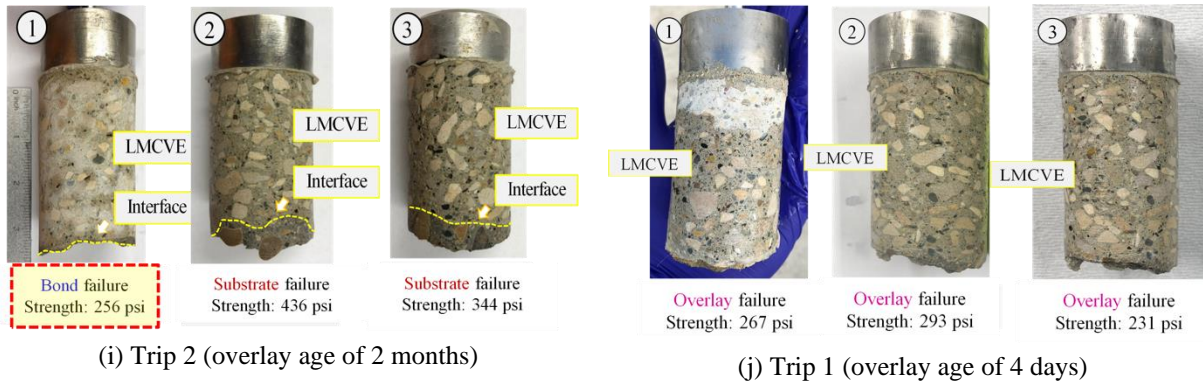 1
2
3
LMCVE
Interface
LMCVE
Interface
LMCVE
Interface
Bond failure
Strength: 256 psi
Substrate failure
Strength: 436 psi
Substrate failure
Strength: 344 psi
(i) Trip 2 (overlay age of 2 months)
1
2
3
LMCVE
LMCVE
LMCVE
Overlay failure
Strength: 267 psi
Overlay failure
Strength: 293 psi
Overlay failure
Strength: 231 psi
(j) Trip 1 (overlay age of 4 days)